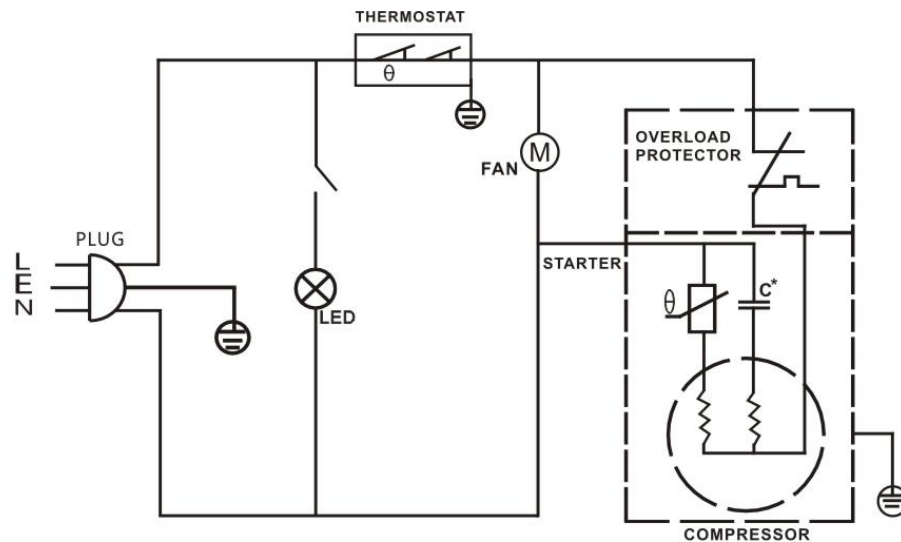 THERMOSTAT
θ
M
FAN
OVERLOAD
PROTECTOR
PLUG
L
E
N
STARTER
θ
C*
LED
COMPRESSOR